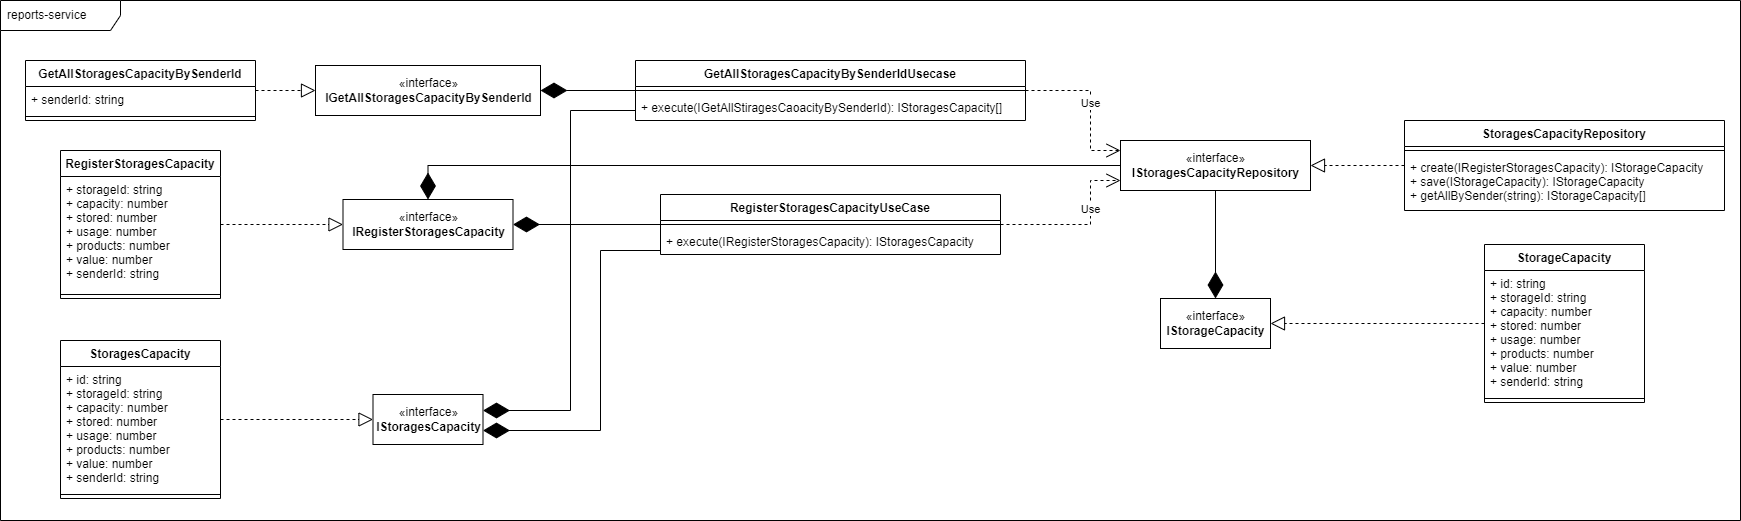 reports-service
GetAllStoragesCapacityBySenderId
+ senderId: string
«interface»
IGetAllStoragesCapacityBySenderId
GetAllStoragesCapacityBySenderIdUsecase
+ execute(IGetAllStiragesCaoacityBySenderId): IStoragesCapacity[]
Use
RegisterStoragesCapacity
+ storageId: string
+ capacity: number
+ stored: number
+ usage: number
+ products: number
+ value: number
+ senderId: string
«interface»
IRegisterStoragesCapacity
RegisterStoragesCapacityUseCase
+ execute(IRegisterStoragesCapacity): IStoragesCapacity
Use
«interface»
IStoragesCapacityRepository
StoragesCapacityRepository
+ create(IRegisterStoragesCapacity): IStorageCapacity
+ save(IStorageCapacity): IStorageCapacity
+ getAllBySender(string): IStorageCapacity[]
StoragesCapacity
+ id: string
+ storageId: string
+ capacity: number
+ stored: number
+ usage: number
+ products: number
+ value: number
+ senderId: string
«interface»
IStoragesCapacity
«interface»
IStorageCapacity
StorageCapacity
+ id: string
+ storageId: string
+ capacity: number
+ stored: number
+ usage: number
+ products: number
+ value: number
+ senderId: string